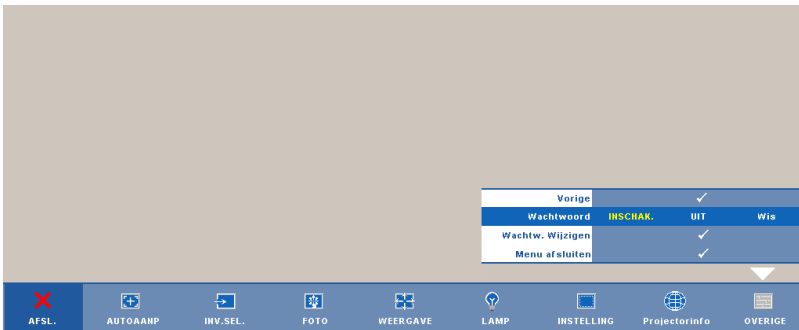 Vorige
Wachtwoord INSCHAK. UIT Wis
Wachtw. Wijzigen
Menu afsluiten
AFSL. AUTOAANP INV.SEL. FOTO WEERGAVE LAMP INSTELLING Projectorinfo OVERIGE